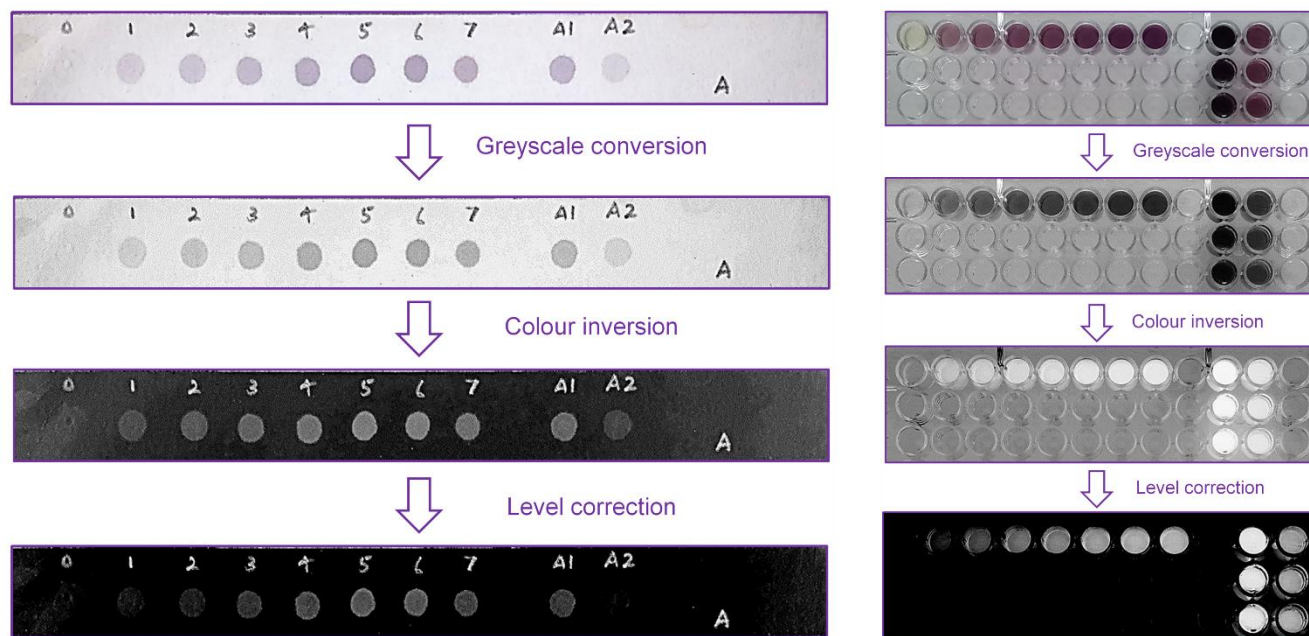 0 1 2 3 4 5 6 7 A1 A2
A
Greyscale conversion
0 1 2 3 4 5 6 7 A1 A2
A
Colour inversion
0 1 2 3 4 5 6 7 A1 A2
A
Level correction
0 1 2 3 4 5 6 7 A1 A2
A
Greyscale conversion
Colour inversion
Level correction